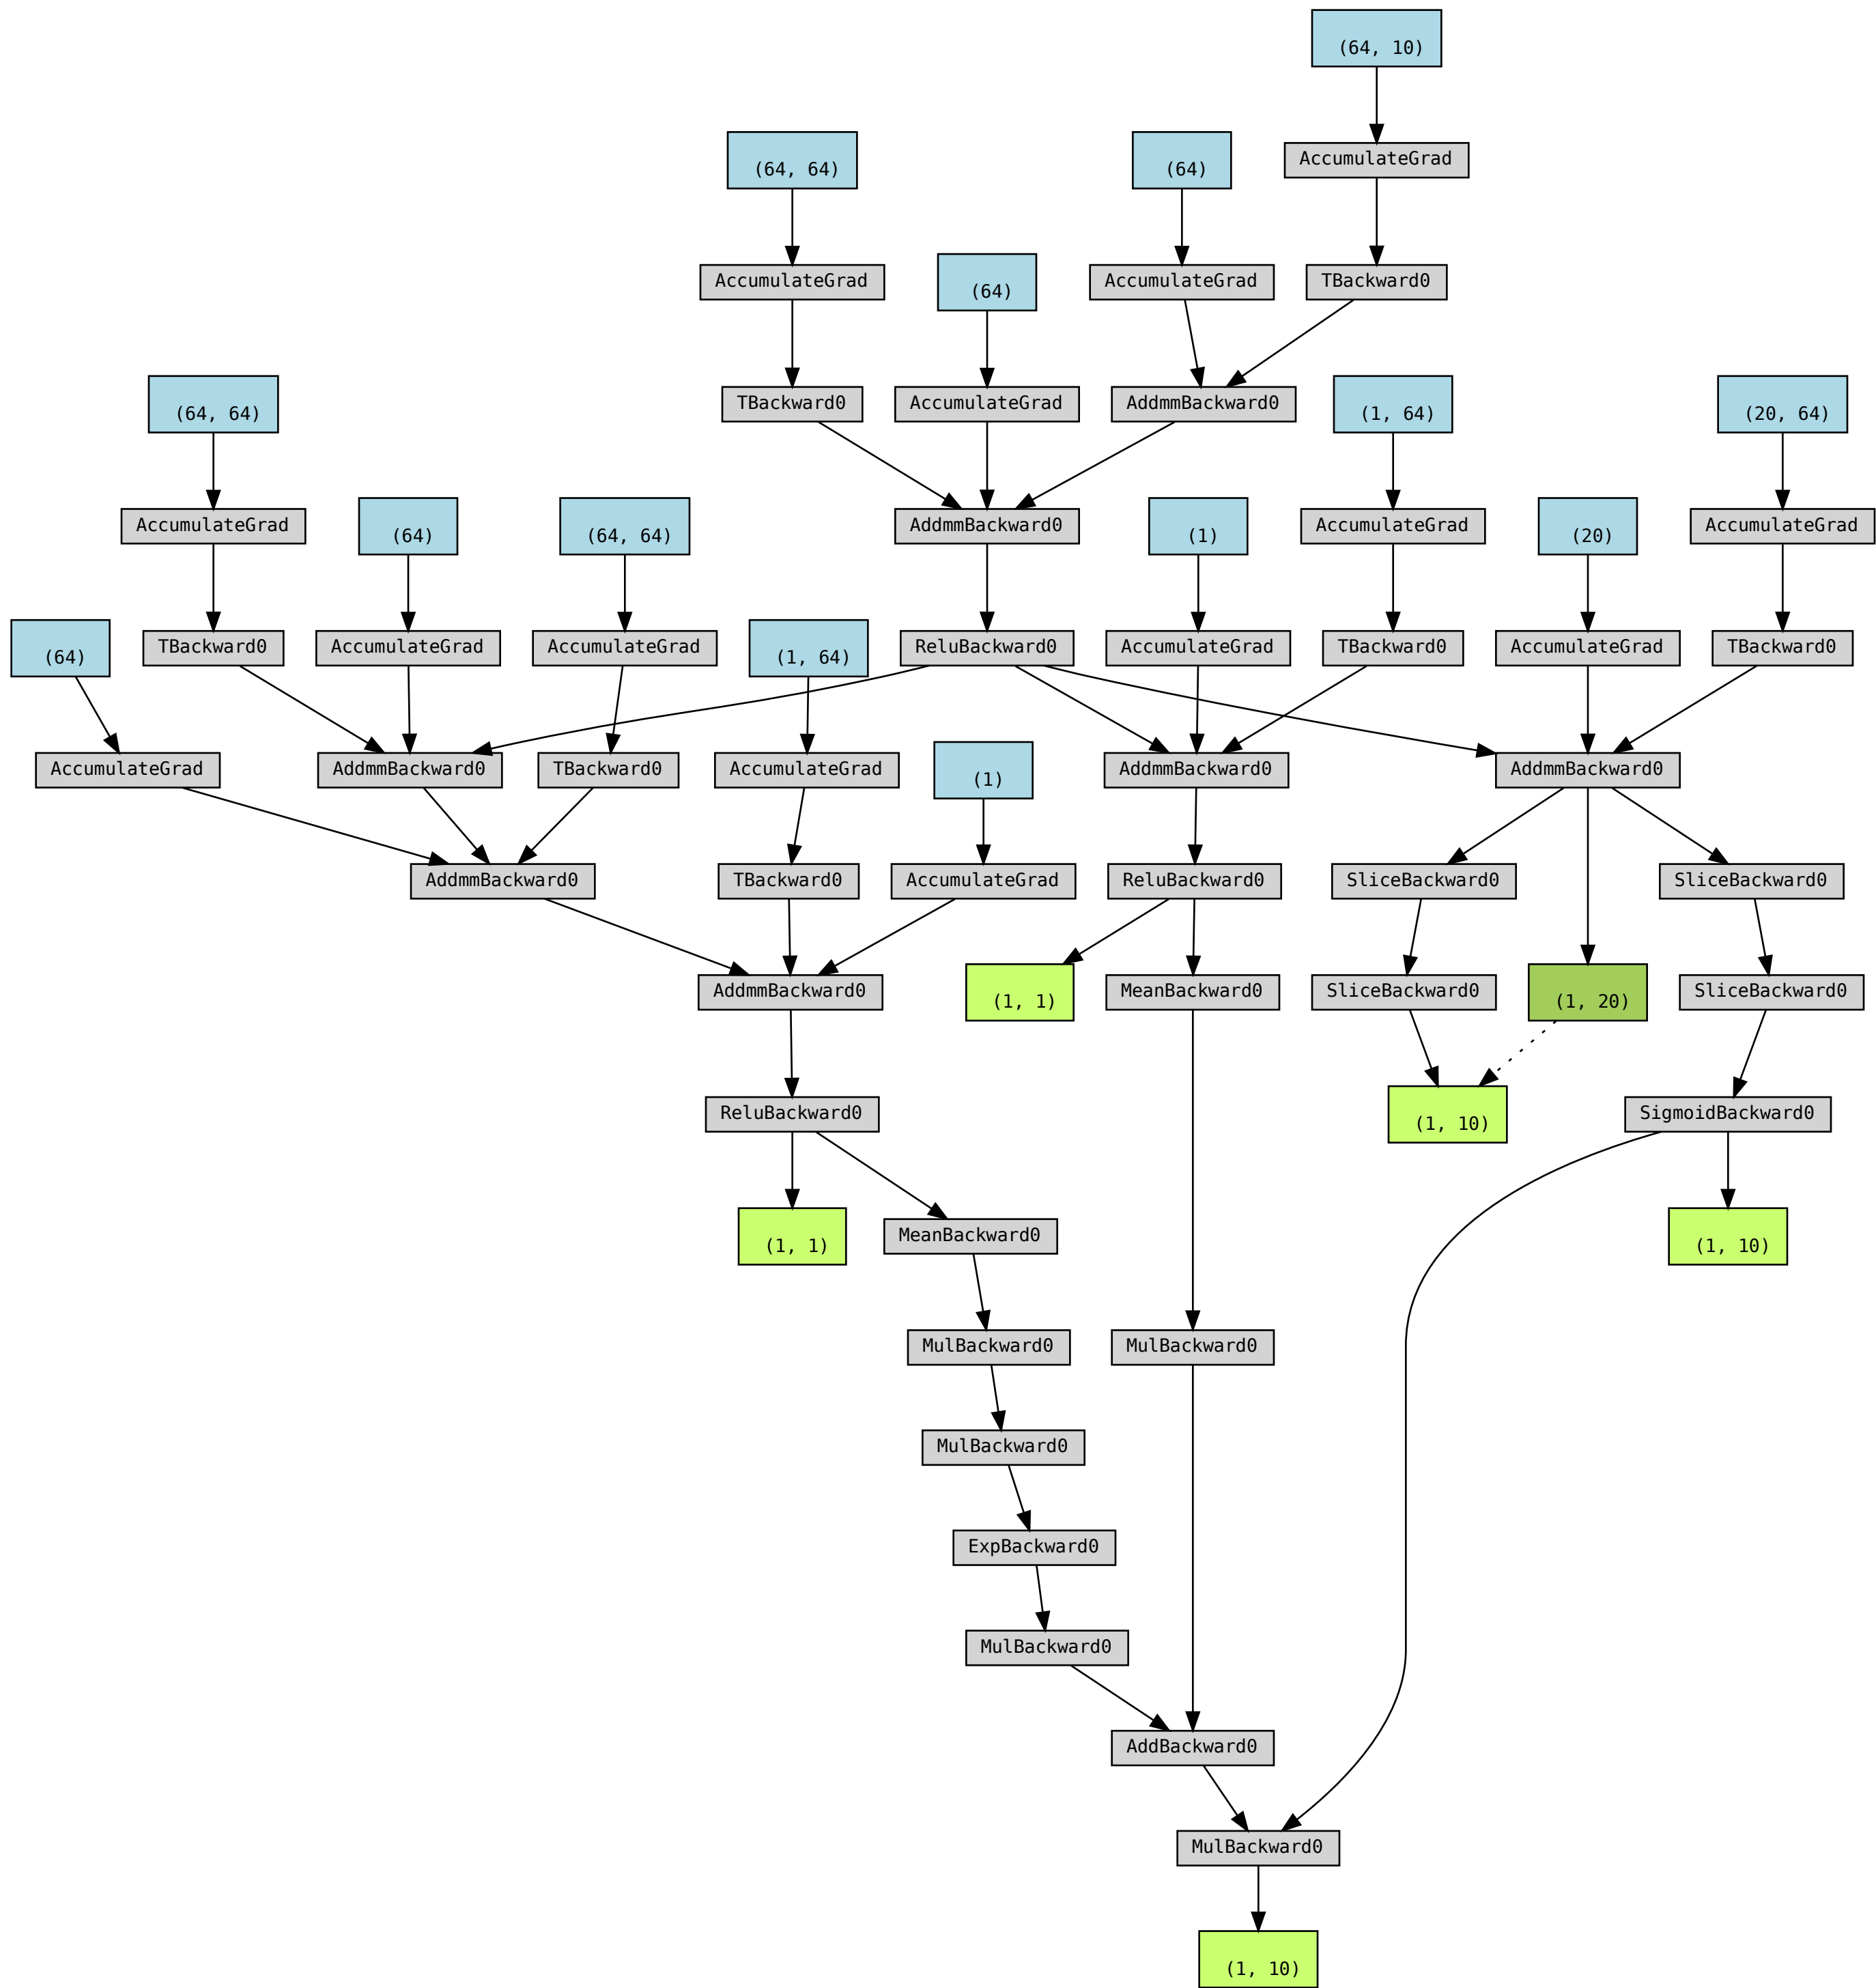 (64, 10)
AccumulateGrad
(64, 64)
(64)
AccumulateGrad
(64)
AccumulateGrad
TBackward0
(64, 64)
TBackward0
AccumulateGrad
AddmmBackward0
(1, 64)
(20, 64)
AccumulateGrad
(64)
(64, 64)
AddmmBackward0
(1)
AccumulateGrad
(20)
AccumulateGrad
(64)
TBackward0
AccumulateGrad
AccumulateGrad
(1, 64)
ReluBackward0
AccumulateGrad
TBackward0
AccumulateGrad
TBackward0
AccumulateGrad
AddmmBackward0
TBackward0
AccumulateGrad
(1)
AddmmBackward0
AddmmBackward0
AddmmBackward0
TBackward0
AccumulateGrad
ReluBackward0
SliceBackward0
SliceBackward0
AddmmBackward0
(1, 1)
MeanBackward0
SliceBackward0
(1, 20)
SliceBackward0
ReluBackward0
(1, 10)
SigmoidBackward0
(1, 1)
MeanBackward0
(1, 10)
MulBackward0
MulBackward0
MulBackward0
ExpBackward0
MulBackward0
AddBackward0
MulBackward0
(1, 10)